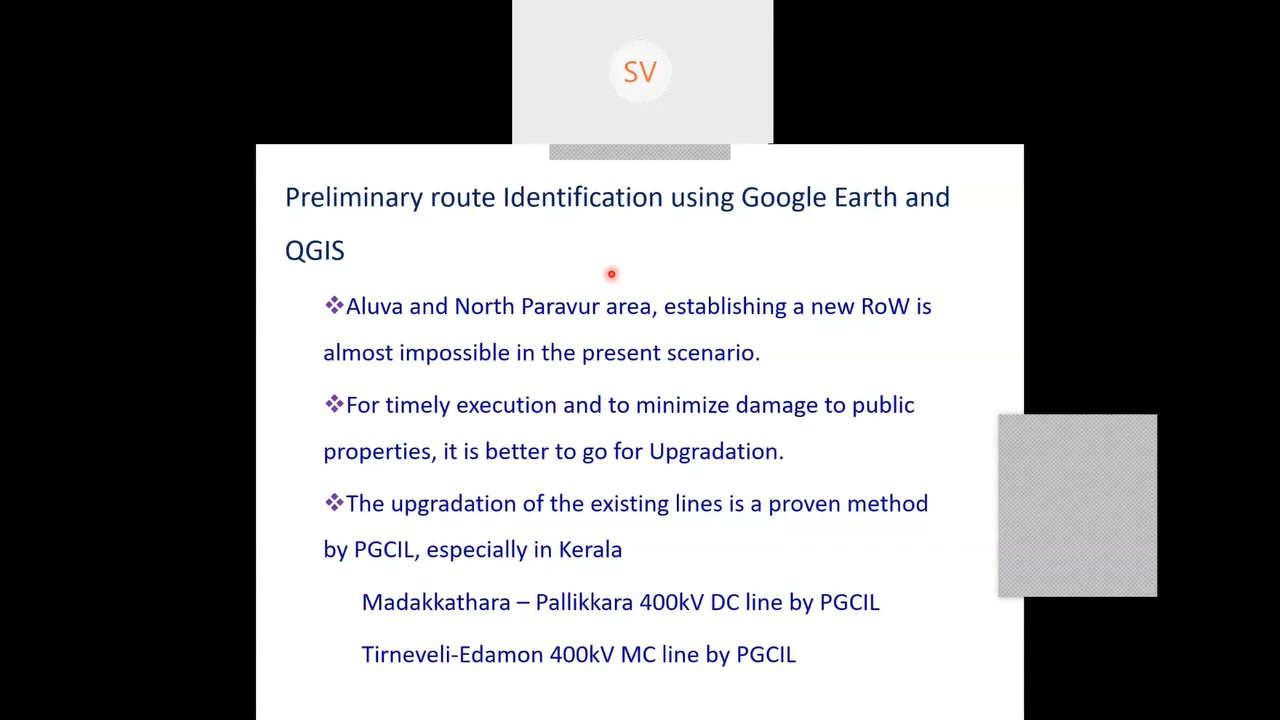 SV
Preliminary route Identification using Google Earth and
QGIS
❖Aluva and North Paravur area, establishing a new RoW is
almost impossible in the present scenario.
❖For timely execution and to minimize damage to public
properties, it is better to go for Upgradation.
❖The upgradation of the existing lines is a proven method
by PGCIL, especially in Kerala
Madakkathara – Pallikkara 400kV DC line by PGCIL
Tirneveli-Edamon 400kV MC line by PGCIL